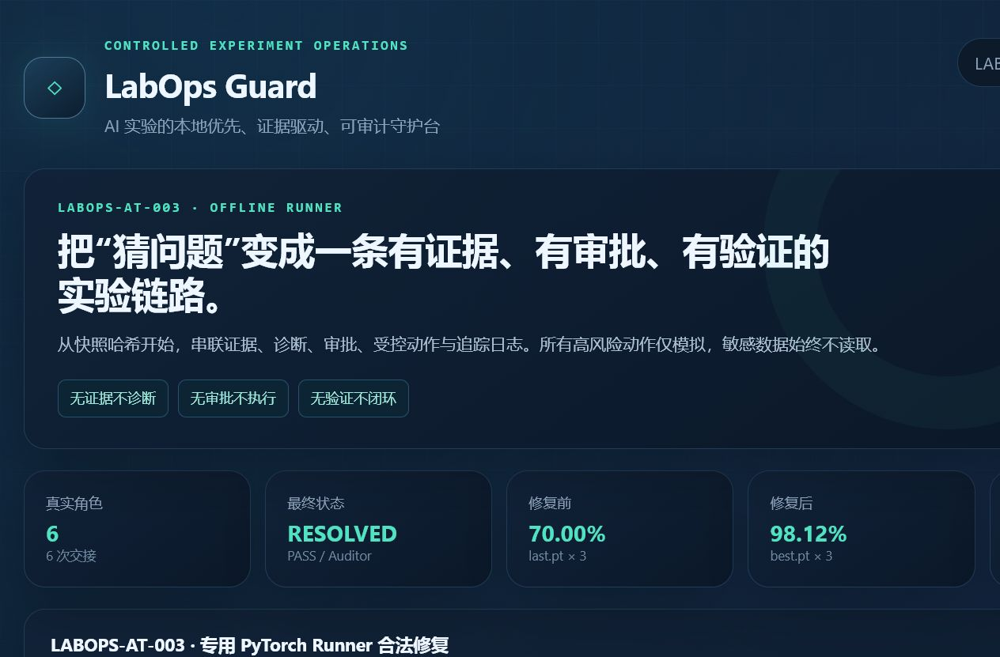 CONTROLLED EXPERIMENT OPERATIONS
LabOps Guard
AI 实验的本地优先、证据驱动、可审计守护台
LAB
LABOPS-AT-003 · OFFLINE RUNNER
把“猜问题”变成一条有证据、有审批、有验证的
实验链路。
从快照哈希开始，串联证据、诊断、审批、受控动作与追踪日志。所有高风险动作仅模拟，敏感数据始终不读取。
无证据不诊断
无审批不执行
无验证不闭环
真实角色
6
6 次交接
最终状态
RESOLVED
PASS / Auditor
修复前
70.00%
last.pt × 3
修复后
98.12%
best.pt × 3
LABOPS-AT-003 · 专用 PyTorch Runner 合法修复